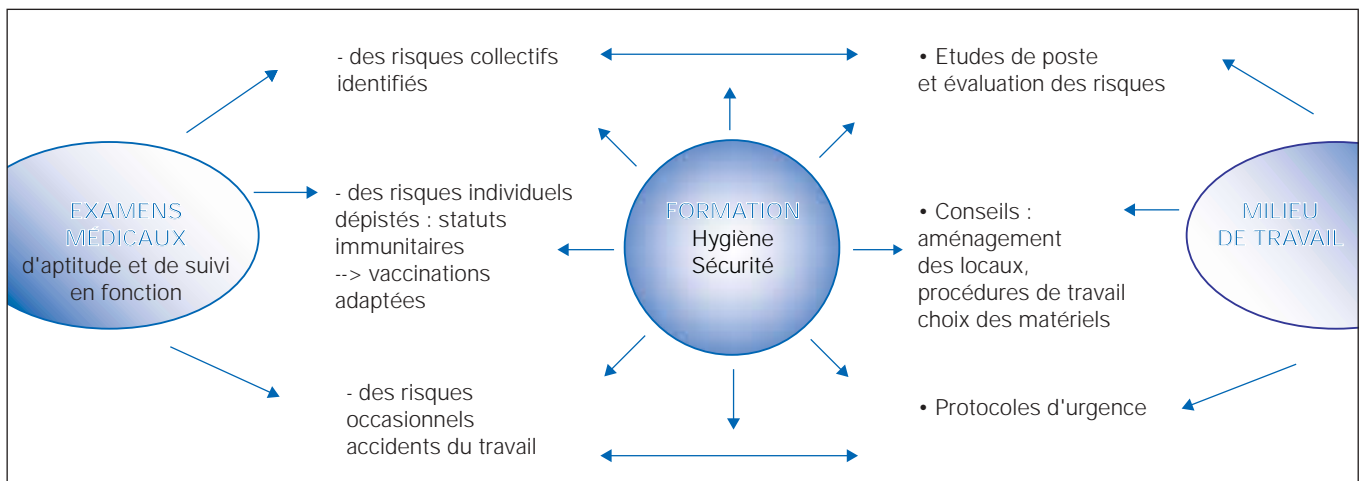 EXAMENS
MÉDICAUX
d'aptitude et de suivi
en fonction
- des risques collectifs
identifiés
- des risques individuels
dépistés : statuts
immunitaires
--> vaccinations
adaptées
- des risques
occasionnels
accidents du travail
FORMATION
Hygiène
Sécurité
• Etudes de poste
et évaluation des risques
• Conseils :
aménagement
des locaux,
procédures de travail
choix des matériels
• Protocoles d'urgence
MILIEU
DE TRAVAIL